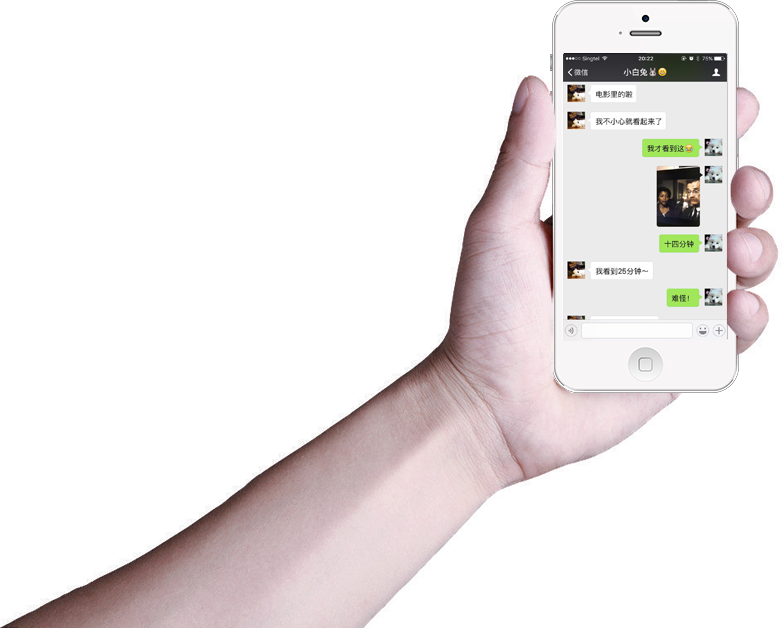 Singtel 20:22 75%
微信 小白兔🐰😊
电影里的啦
我不小心就看起来了
我才看到这😂
十四分钟
我看到25分钟～
难怪！